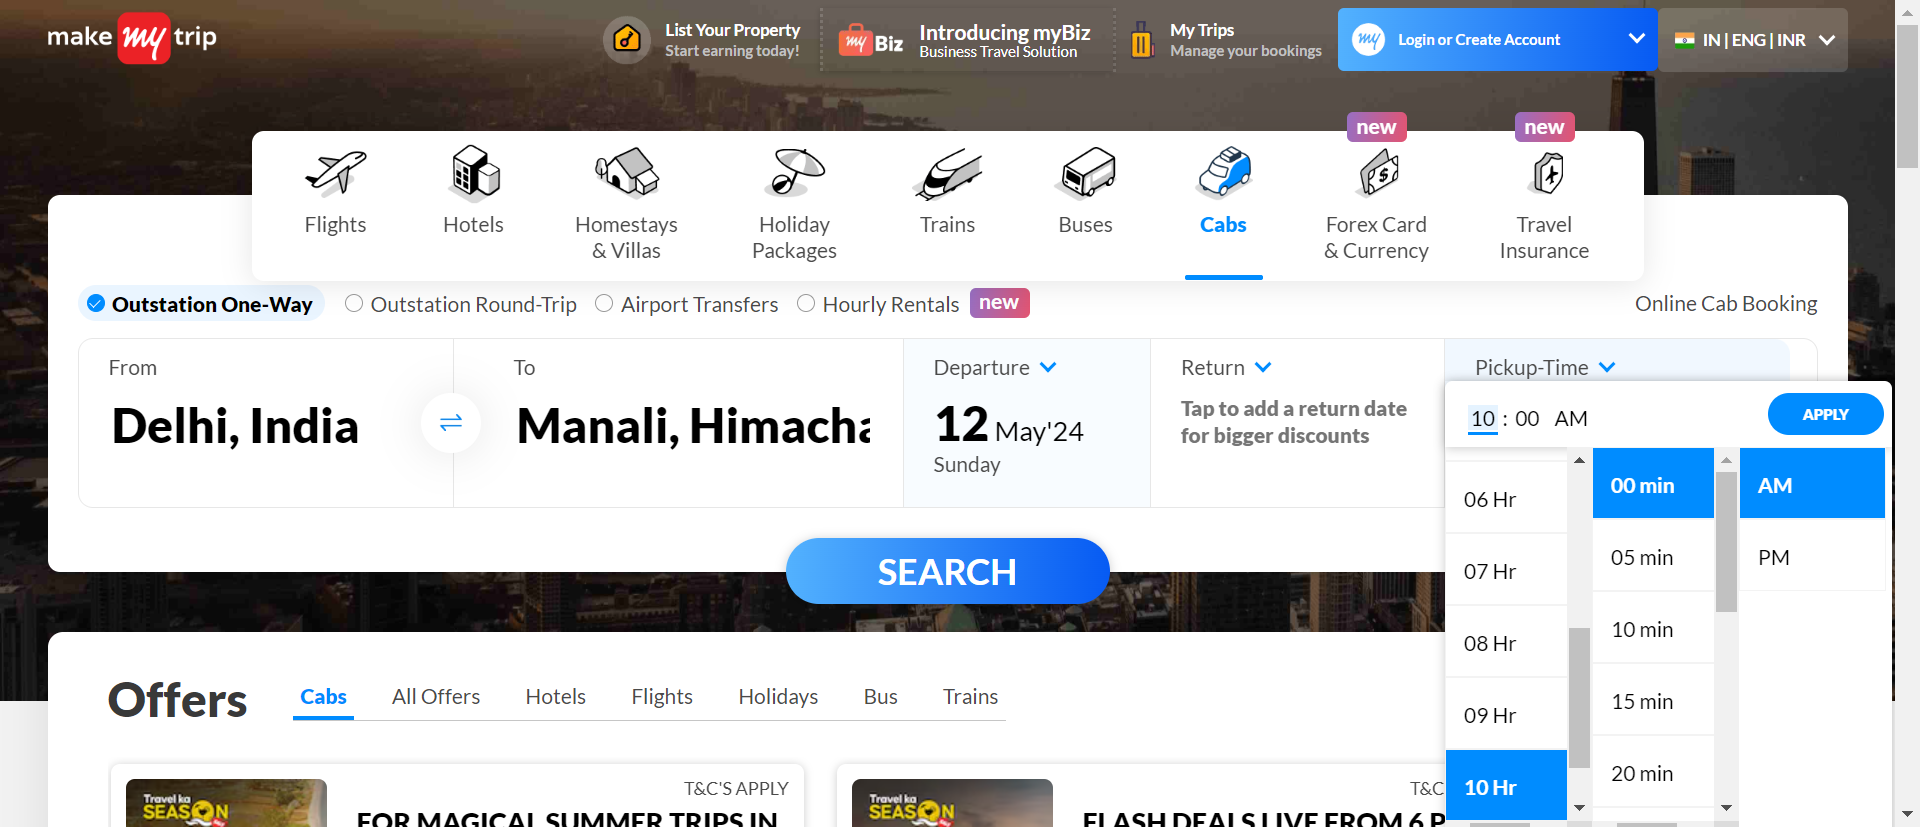 make my trip
List Your Property
Start earning today!
my Biz
Introducing myBiz
Business Travel Solution
My Trips
Manage your bookings
my
Login or Create Account
IN | ENG | INR
new
new
Flights
Hotels
Homestays
& Villas
Holiday
Packages
Trains
Buses
Cabs
Forex Card
& Currency
Travel
Insurance
Outstation One-Way
Outstation Round-Trip
Airport Transfers
Hourly Rentals
new
Online Cab Booking
From
Delhi, India
To
Manali, Himacha
Departure
12 May'24
Sunday
Return
Tap to add a return date
for bigger discounts
Pickup-Time
10 : 00 AM
APPLY
06 Hr
07 Hr
08 Hr
09 Hr
10 Hr
00 min
05 min
10 min
15 min
20 min
AM
PM
SEARCH
Offers
Cabs
All Offers
Hotels
Flights
Holidays
Bus
Trains
Travel ka
SEASON
T&C'S APPLY
FOR MAGICAL SUMMER TRIPS IN
Travel ka
SEASON
T&C
FLASH DEALS LIVE FROM 6 P